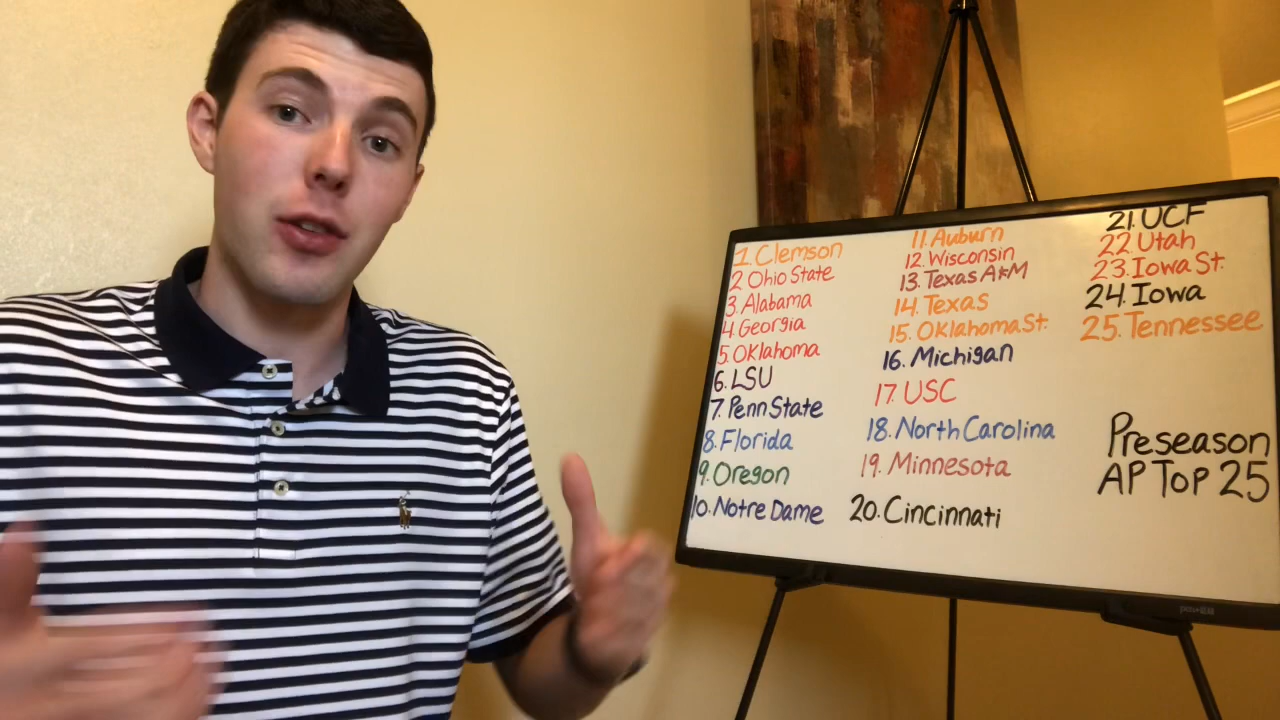 1. Clemson
2 Ohio State
3. Alabama
4. Georgia
5. Oklahoma
6. LSU
7. Penn State
8. Florida
9. Oregon
10. Notre Dame
11. Auburn
12. Wisconsin
13. Texas A&M
14. Texas
15. Oklahoma St.
16. Michigan
17. USC
18. North Carolina
19. Minnesota
20. Cincinnati
21. UCF
22 Utah
23. Iowa St.
24. Iowa
25. Tennessee
Preseason
AP Top 25